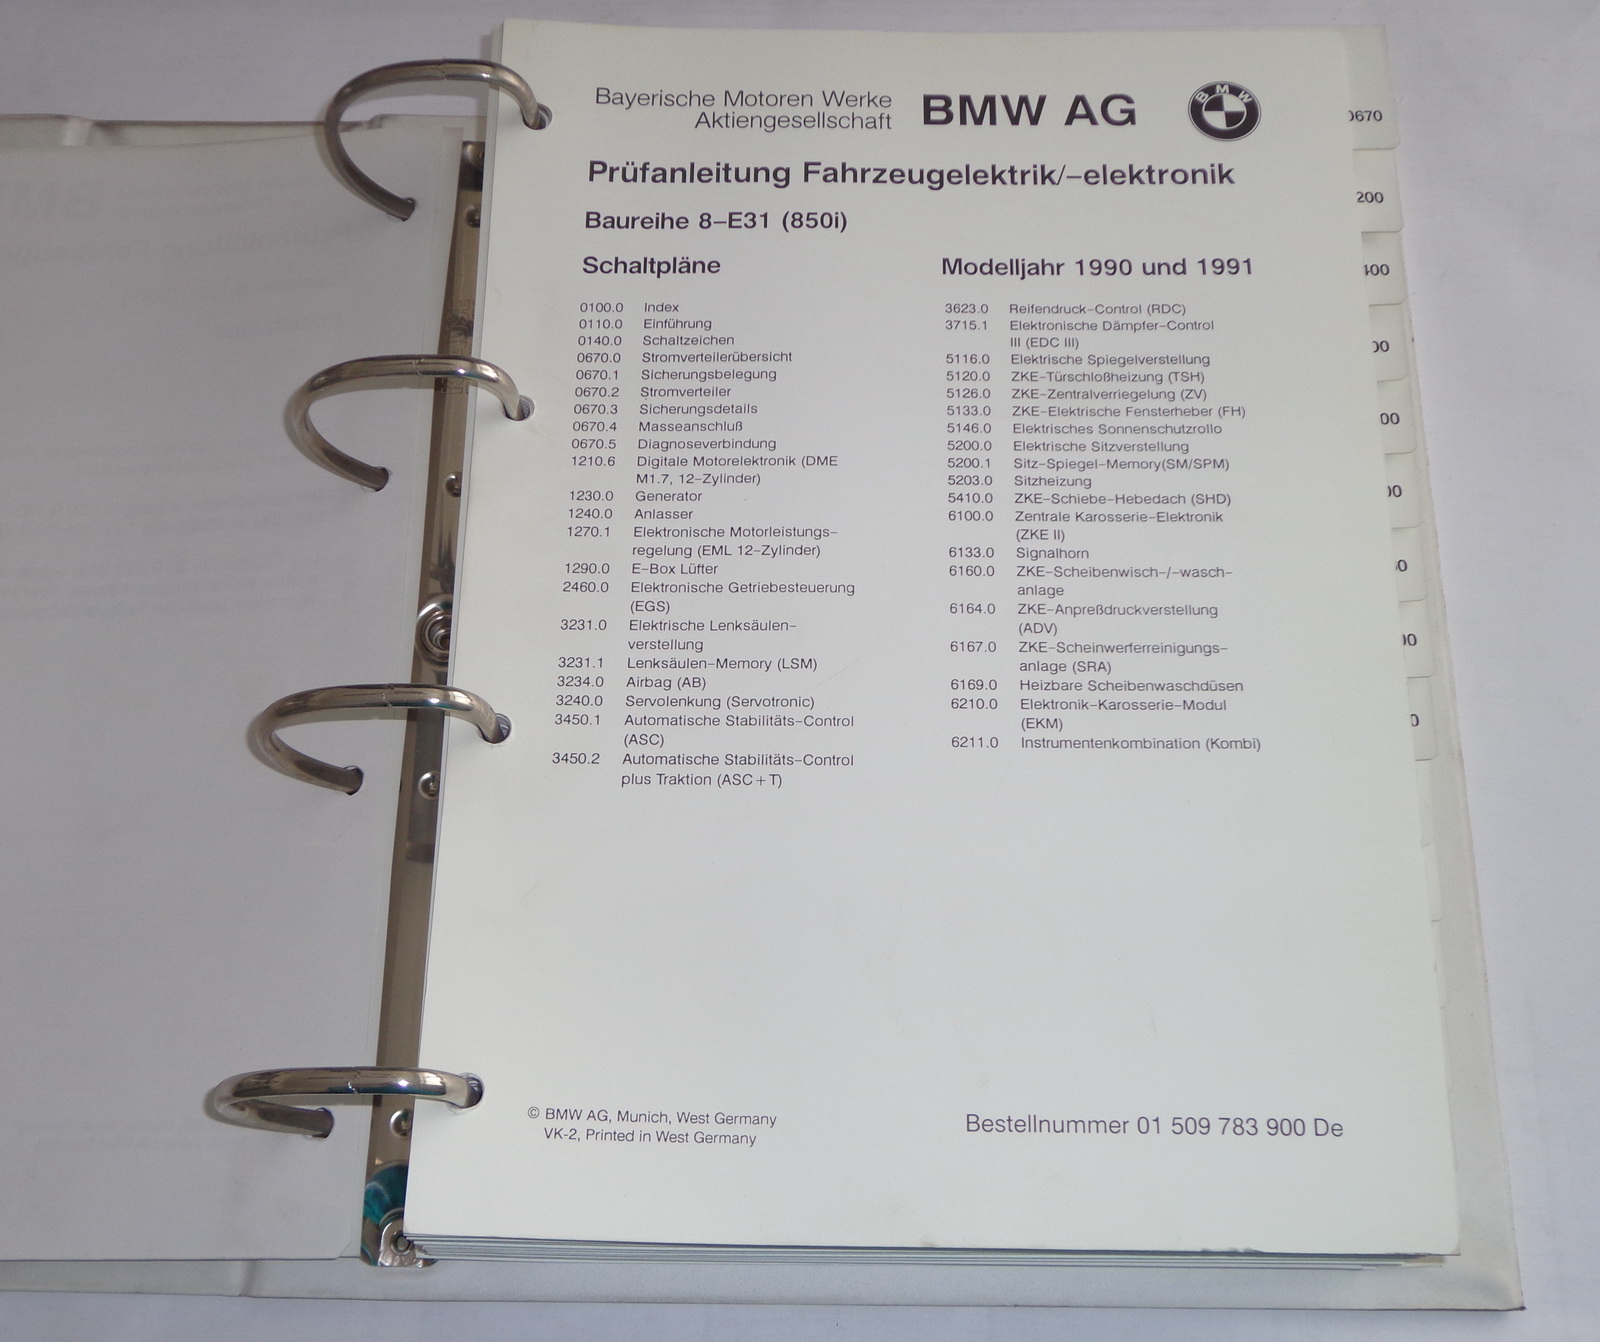 Bayerische Motoren Werke
Aktiengesellschaft
BMW AG
BMW
Prüfanleitung Fahrzeugelektrik/–elektronik
Baureihe 8–E31 (850i)
Schaltpläne
0100.0 Index
0110.0 Einführung
0140.0 Schaltzeichen
0670.0 Stromverteilerübersicht
0670.1 Sicherungsbelegung
0670.2 Stromverteiler
0670.3 Sicherungsdetails
0670.4 Masseanschluß
0670.5 Diagnoseverbindung
1210.6 Digitale Motorelektronik (DME
M1.7, 12–Zylinder)
1230.0 Generator
1240.0 Anlasser
1270.1 Elektronische Motorleistungs–
regelung (EML 12–Zylinder)
1290.0 E–Box Lüfter
2460.0 Elektronische Getriebesteuerung
(EGS)
3231.0 Elektrische Lenksäulen–
verstellung
3231.1 Lenksäulen–Memory (LSM)
3234.0 Airbag (AB)
3240.0 Servolenkung (Servotronic)
3450.1 Automatische Stabilitäts–Control
(ASC)
3450.2 Automatische Stabilitäts–Control
plus Traktion (ASC+T)
Modelljahr 1990 und 1991
3623.0 Reifendruck–Control (RDC)
3715.1 Elektronische Dämpfer–Control
III (EDC III)
5116.0 Elektrische Spiegelverstellung
5120.0 ZKE–Türschloßheizung (TSH)
5126.0 ZKE–Zentralverriegelung (ZV)
5133.0 ZKE–Elektrische Fensterheber (FH)
5146.0 Elektrisches Sonnenschutzrollo
5200.0 Elektrische Sitzverstellung
5200.1 Sitz–Spiegel–Memory(SM/SPM)
5203.0 Sitzheizung
5410.0 ZKE–Schiebe–Hebedach (SHD)
6100.0 Zentrale Karosserie–Elektronik
(ZKE II)
6133.0 Signalhorn
6160.0 ZKE–Scheibenwisch–/–wasch–
anlage
6164.0 ZKE–Anpreßdruckverstellung
(ADV)
6167.0 ZKE–Scheinwerferreinigungs–
anlage (SRA)
6169.0 Heizbare Scheibenwaschdüsen
6210.0 Elektronik–Karosserie–Modul
(EKM)
6211.0 Instrumentenkombination (Kombi)
© BMW AG, Munich, West Germany
VK-2, Printed in West Germany
Bestellnummer 01 509 783 900 De
0670
200
400
00
00
00
0
00
0